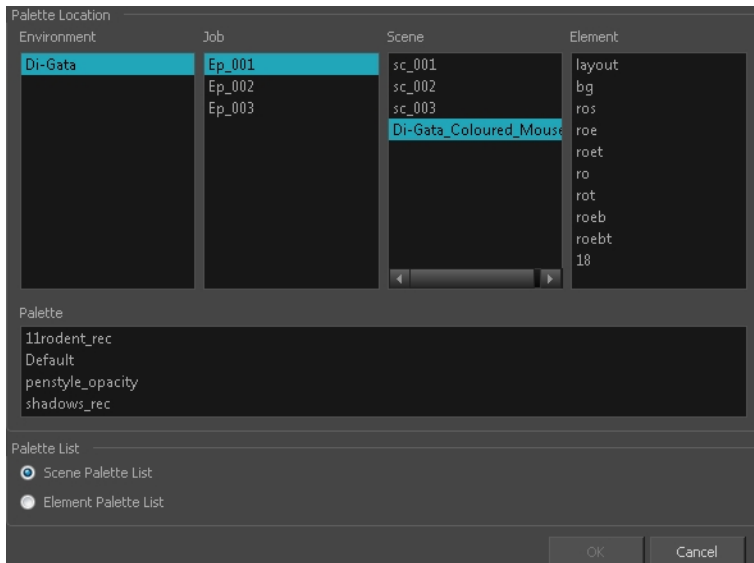 Palette Location
Environment
Job
Scene
Element
Di-Gata
Ep_001
Ep_002
Ep_003
sc_001
sc_002
sc_003
Di-Gata_Coloured_Mouse
layout
bg
ros
roe
roet
ro
rot
roeb
roebt
18
Palette
11rodent_rec
Default
penstyle_opacity
shadows_rec
Palette List
Scene Palette List
Element Palette List
OK
Cancel